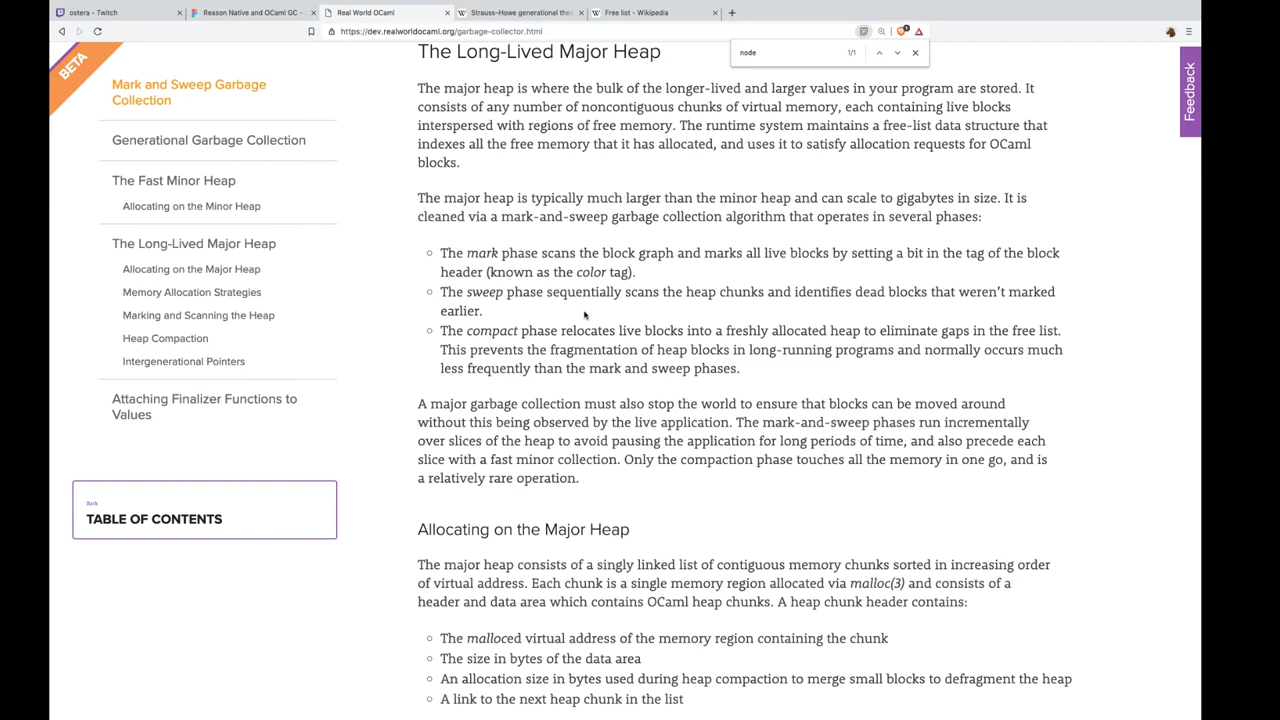 ostera - Twitch
Reason Native and OCaml GC -
Real World OCaml
Strauss–Howe generational the
Free list - Wikipedia
https://dev.realworldocaml.org/garbage-collector.html
node
1/1
BETA
Feedback
Mark and Sweep Garbage
Collection
Generational Garbage Collection
The Fast Minor Heap
Allocating on the Minor Heap
The Long-Lived Major Heap
Allocating on the Major Heap
Memory Allocation Strategies
Marking and Scanning the Heap
Heap Compaction
Intergenerational Pointers
Attaching Finalizer Functions to
Values
Back
TABLE OF CONTENTS
The Long-Lived Major Heap
The major heap is where the bulk of the longer-lived and larger values in your program are stored. It
consists of any number of noncontiguous chunks of virtual memory, each containing live blocks
interspersed with regions of free memory. The runtime system maintains a free-list data structure that
indexes all the free memory that it has allocated, and uses it to satisfy allocation requests for OCaml
blocks.
The major heap is typically much larger than the minor heap and can scale to gigabytes in size. It is
cleaned via a mark-and-sweep garbage collection algorithm that operates in several phases:
The mark phase scans the block graph and marks all live blocks by setting a bit in the tag of the block
header (known as the color tag).
The sweep phase sequentially scans the heap chunks and identifies dead blocks that weren't marked
earlier.
The compact phase relocates live blocks into a freshly allocated heap to eliminate gaps in the free list.
This prevents the fragmentation of heap blocks in long-running programs and normally occurs much
less frequently than the mark and sweep phases.
A major garbage collection must also stop the world to ensure that blocks can be moved around
without this being observed by the live application. The mark-and-sweep phases run incrementally
over slices of the heap to avoid pausing the application for long periods of time, and also precede each
slice with a fast minor collection. Only the compaction phase touches all the memory in one go, and is
a relatively rare operation.
Allocating on the Major Heap
The major heap consists of a singly linked list of contiguous memory chunks sorted in increasing order
of virtual address. Each chunk is a single memory region allocated via malloc(3) and consists of a
header and data area which contains OCaml heap chunks. A heap chunk header contains:
The malloced virtual address of the memory region containing the chunk
The size in bytes of the data area
An allocation size in bytes used during heap compaction to merge small blocks to defragment the heap
A link to the next heap chunk in the list